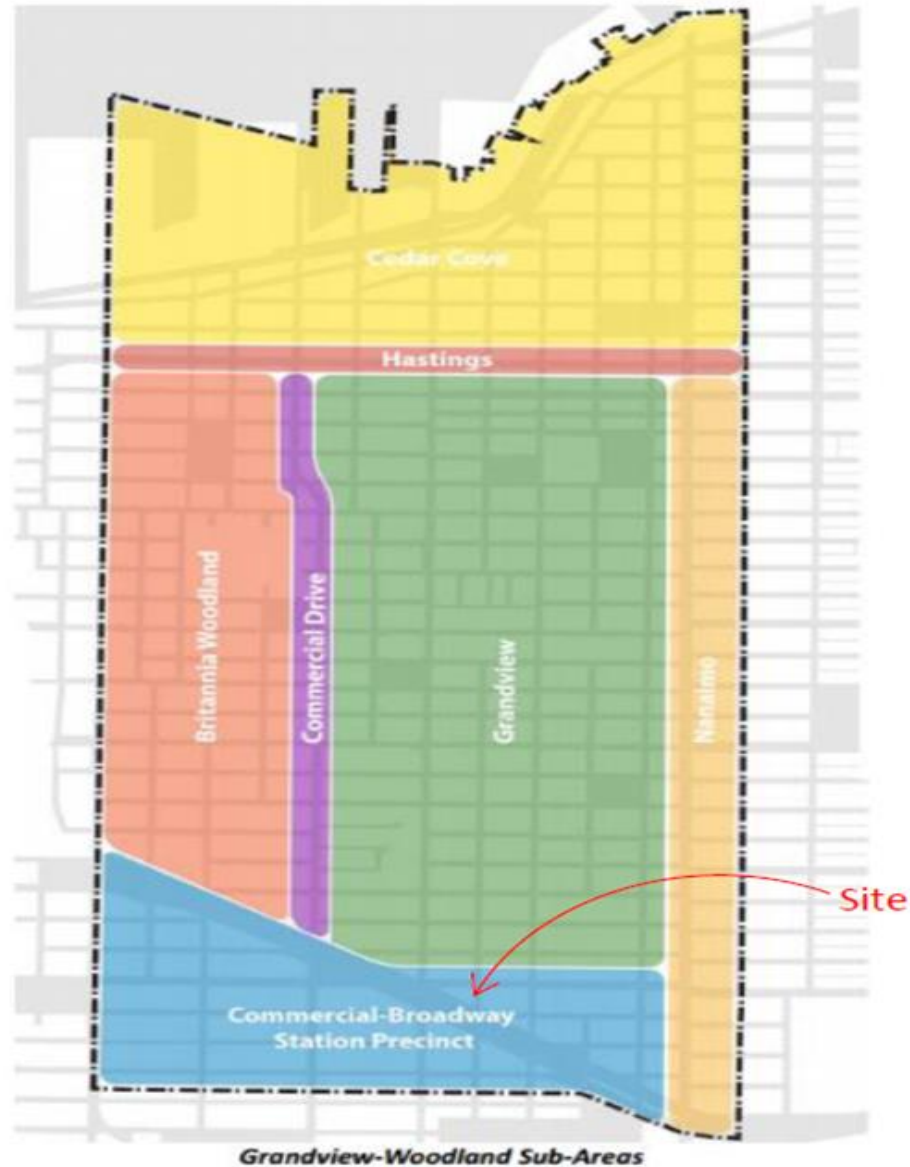 Cedar Cove
Hastings
Britannia Woodland
Commercial Drive
Grandview
Nanaimo
Site
Commercial-Broadway
Station Precinct
Grandview-Woodland Sub-Areas